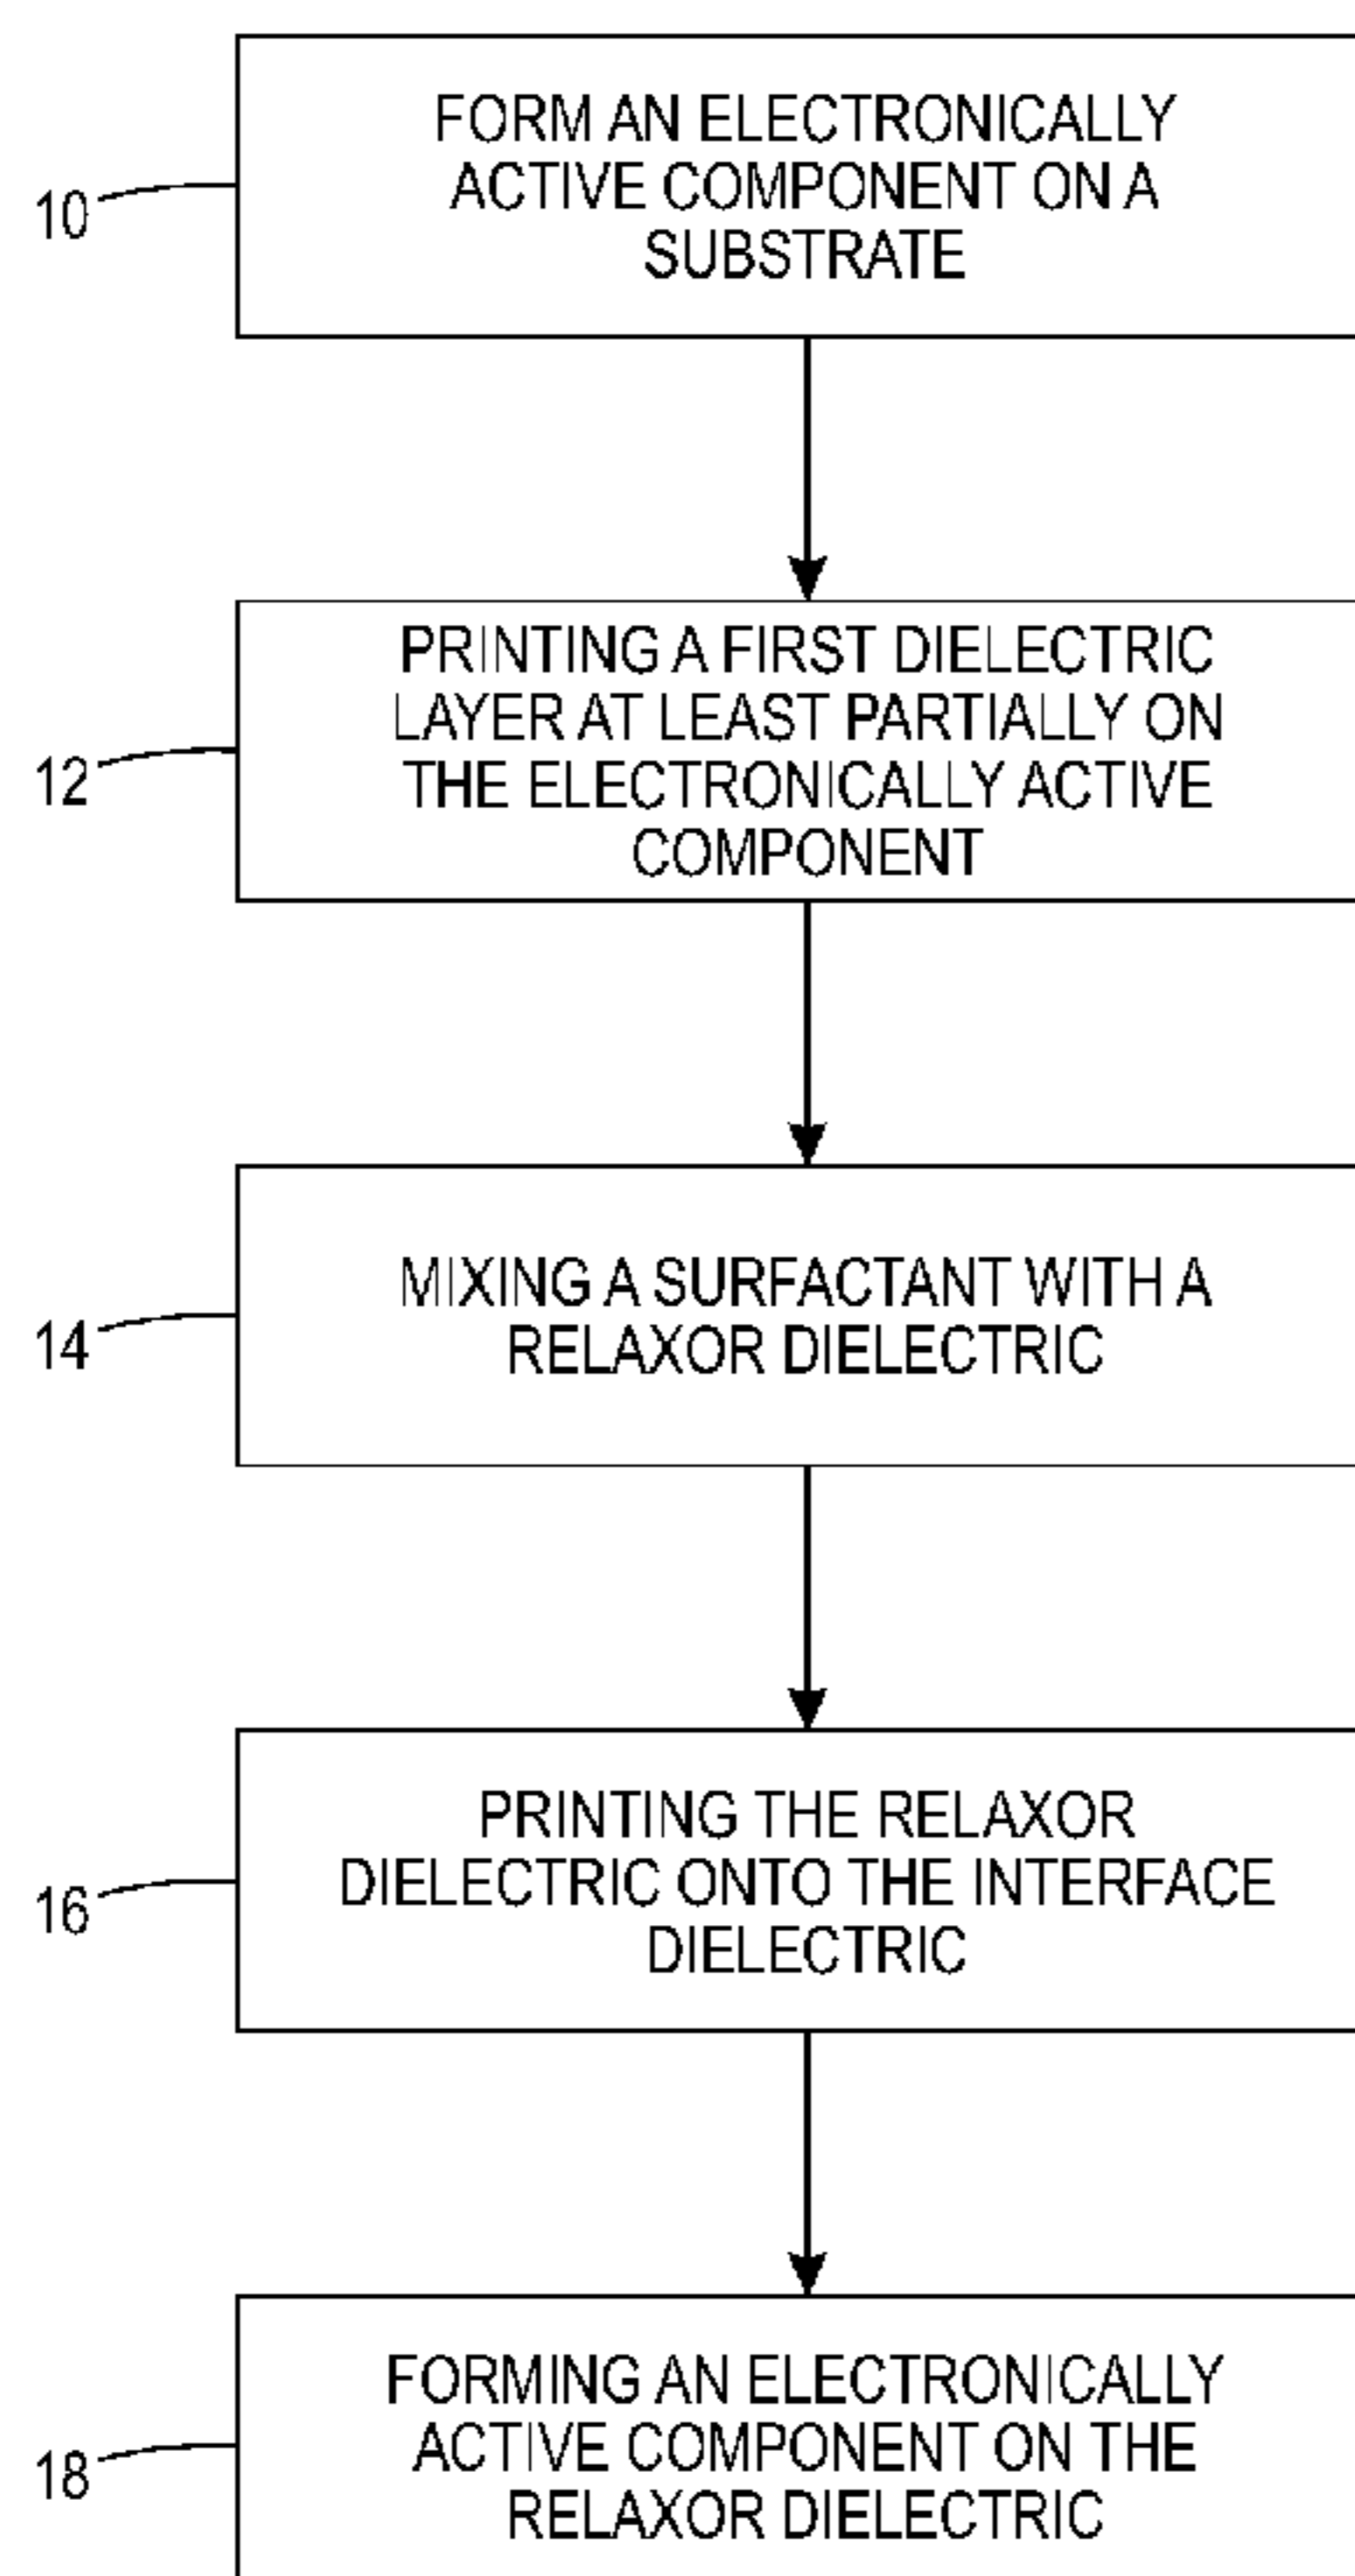 FORM AN ELECTRONICALLY
ACTIVE COMPONENT ON A
SUBSTRATE
10
PRINTING A FIRST DIELECTRIC
LAYER AT LEAST PARTIALLY ON
THE ELECTRONICALLY ACTIVE
COMPONENT
12
MIXING A SURFACTANT WITH A
RELAXOR DIELECTRIC
14
PRINTING THE RELAXOR
DIELECTRIC ONTO THE INTERFACE
DIELECTRIC
16
FORMING AN ELECTRONICALLY
ACTIVE COMPONENT ON THE
RELAXOR DIELECTRIC
18